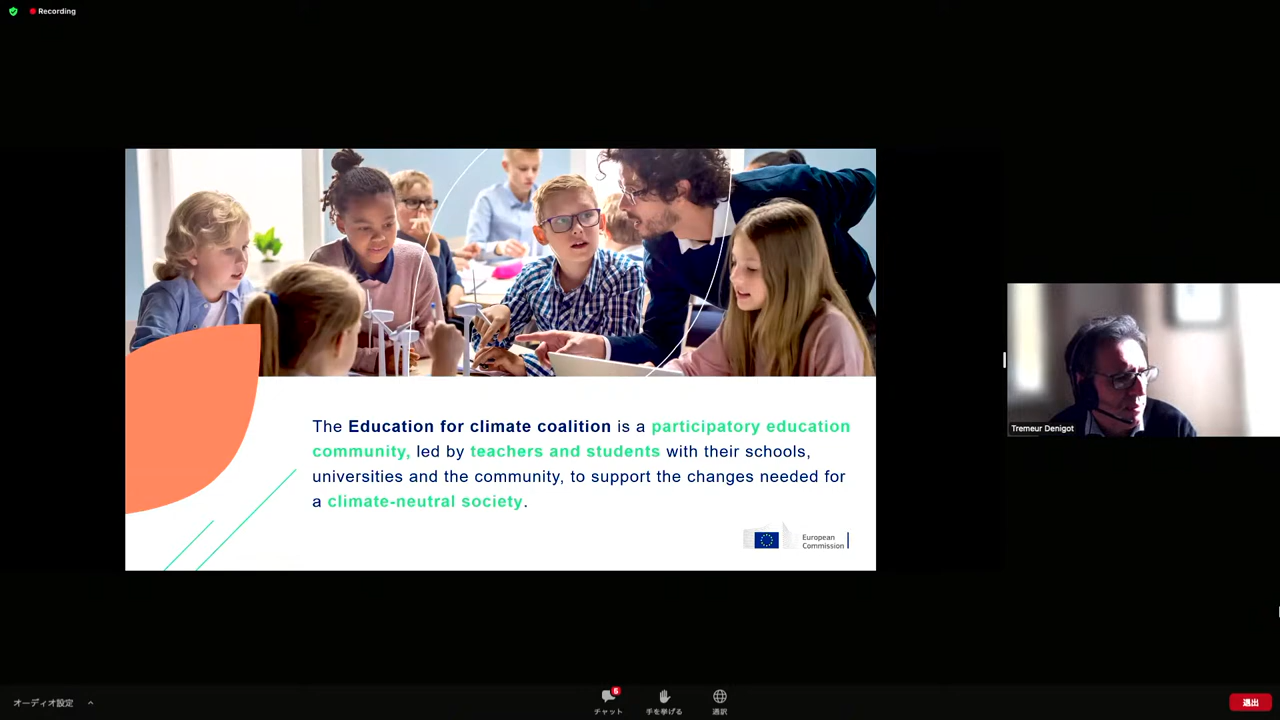 Recording
The Education for climate coalition is a participatory education
community, led by teachers and students with their schools,
universities and the community, to support the changes needed for
a climate-neutral society.
European
Commission
Tremeur Denigot
オーディオ設定
5
チャット
手を挙げる
通訳
退出